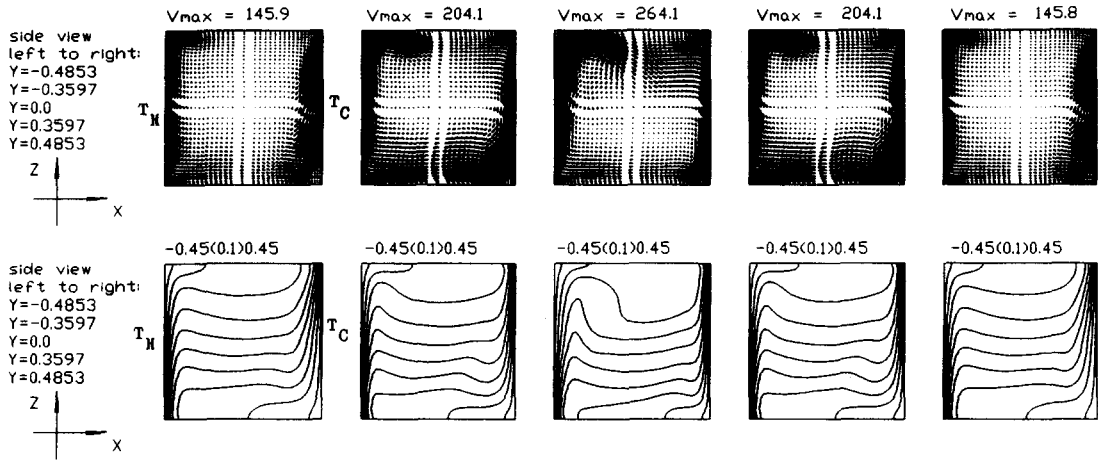 Vmax = 145.9
Vmax = 204.1
Vmax = 264.1
Vmax = 204.1
Vmax = 145.8
side view
left to right:
Y=-0.4853
Y=-0.3597
Y=0.0
Y=0.3597
Y=0.4853
T_H
T_C
Z
X
-0.45(0.1)0.45
-0.45(0.1)0.45
-0.45(0.1)0.45
-0.45(0.1)0.45
-0.45(0.1)0.45
side view
left to right:
Y=-0.4853
Y=-0.3597
Y=0.0
Y=0.3597
Y=0.4853
T_H
T_C
Z
X